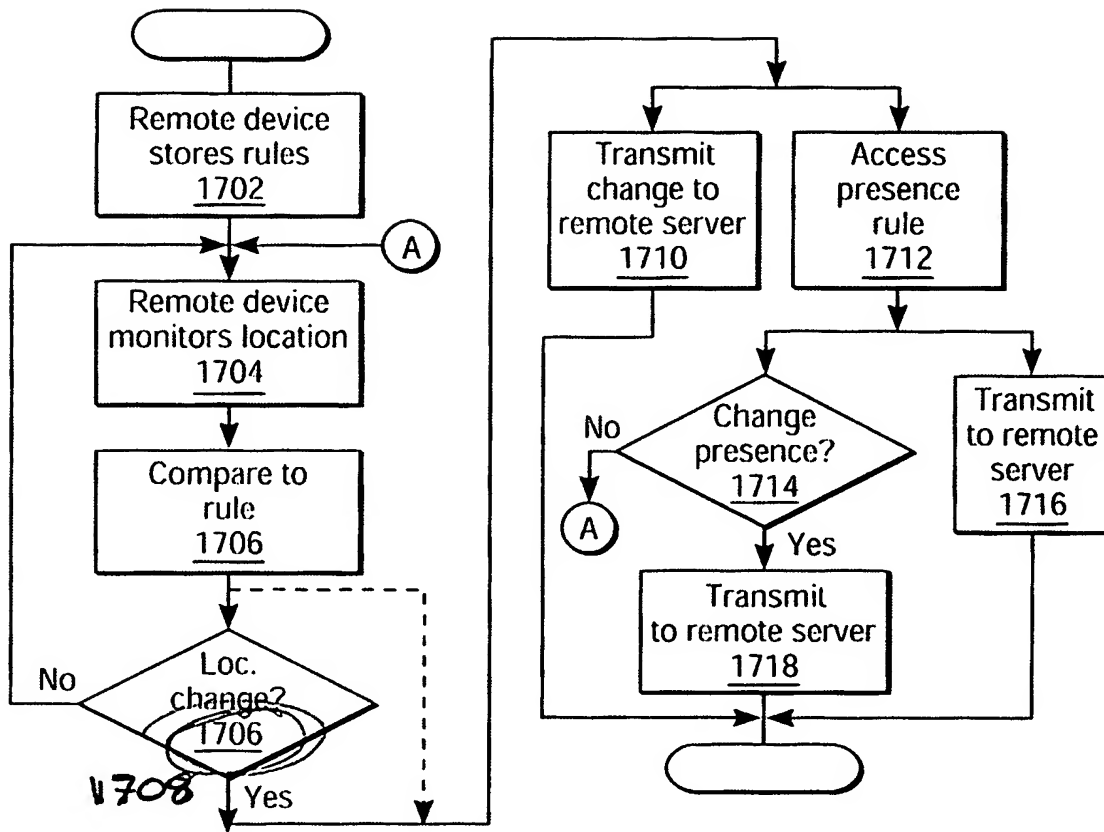 Remote device
stores rules
1702
A
Remote device
monitors location
1704
Compare to
rule
1706
No
Loc.
change?
1706
1708
Yes
Transmit
change to
remote server
1710
Access
presence
rule
1712
No
Change
presence?
1714
A
Yes
Transmit
to remote
server
1716
Transmit
to remote server
1718